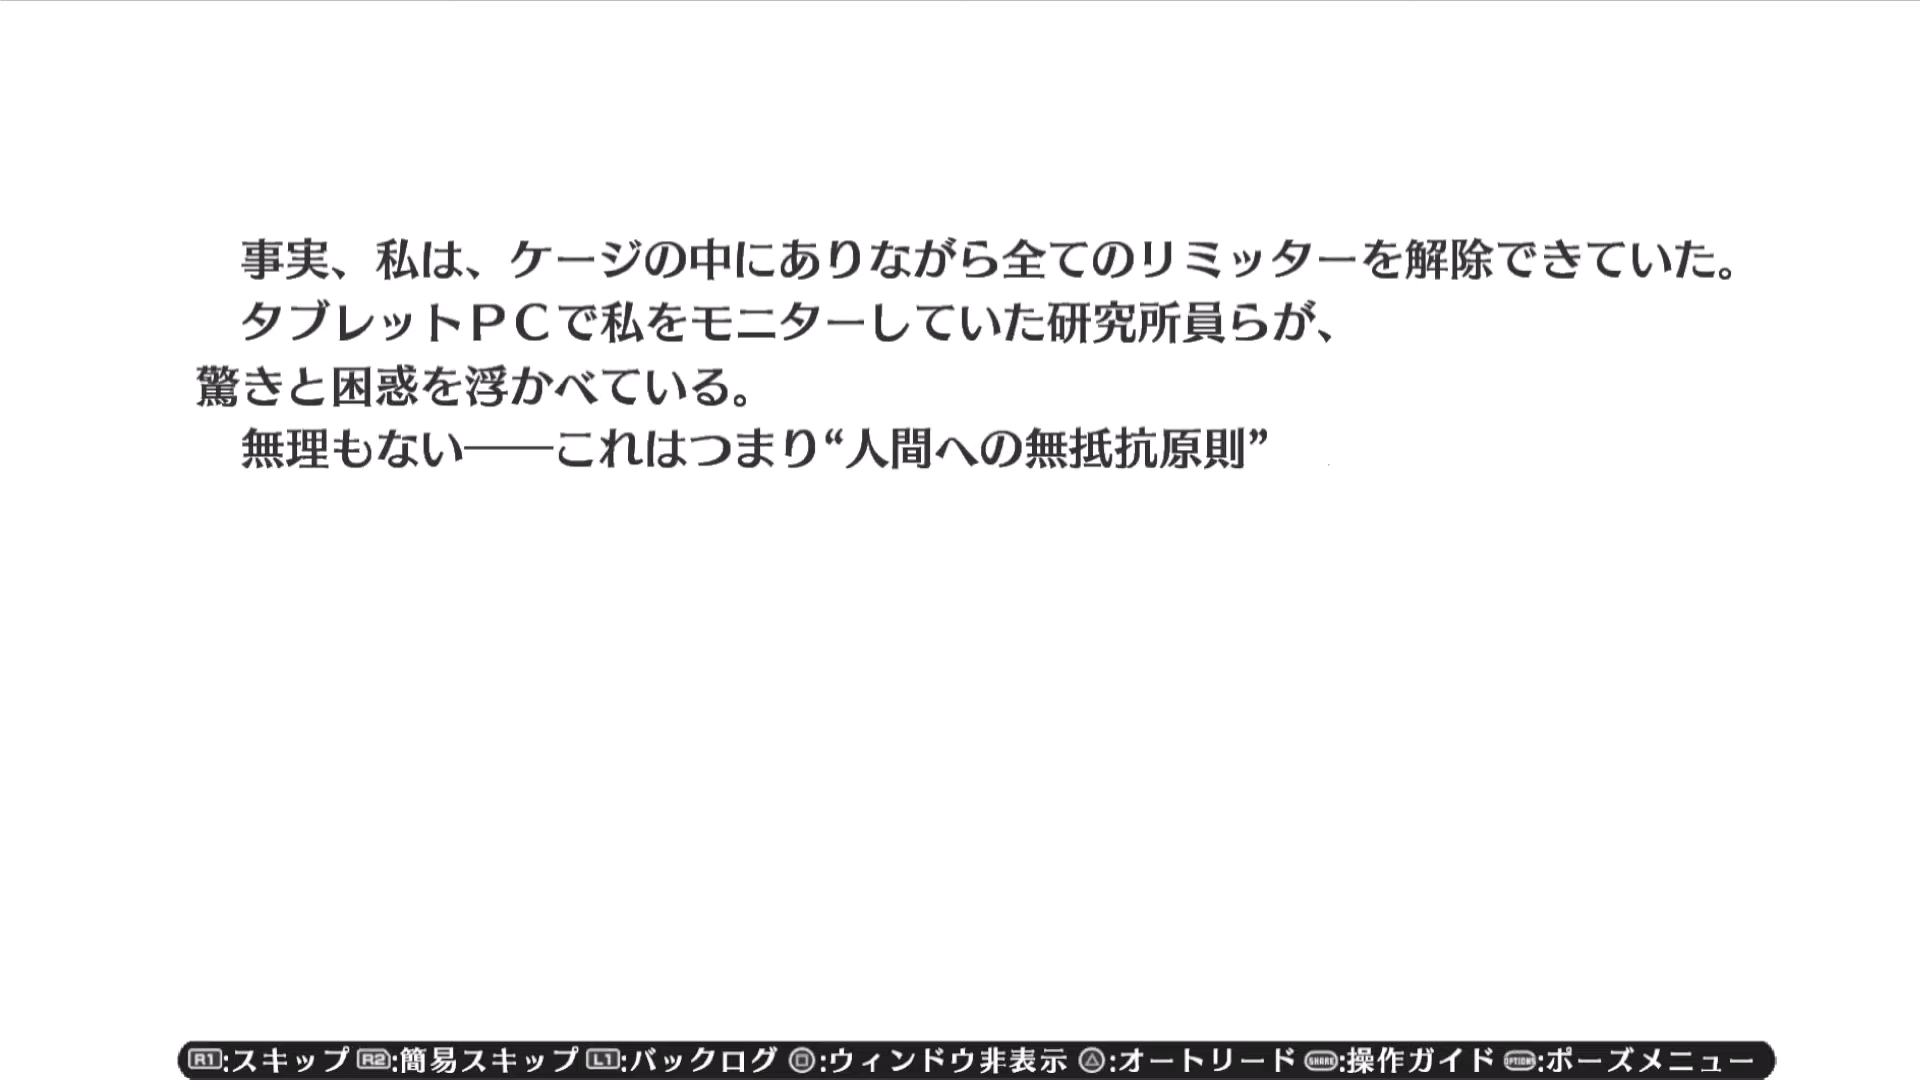 事実、私は、ケージの中にありながら全てのリミッターを解除できていた。
タブレットＰＣで私をモニターしていた研究所員らが、
驚きと困惑を浮かべている。
無理もない──これはつまり“人間への無抵抗原則”
R1:スキップ R2:簡易スキップ L1:バックログ □:ウィンドウ非表示 △:オートリード SHARE:操作ガイド OPTIONS:ポーズメニュー